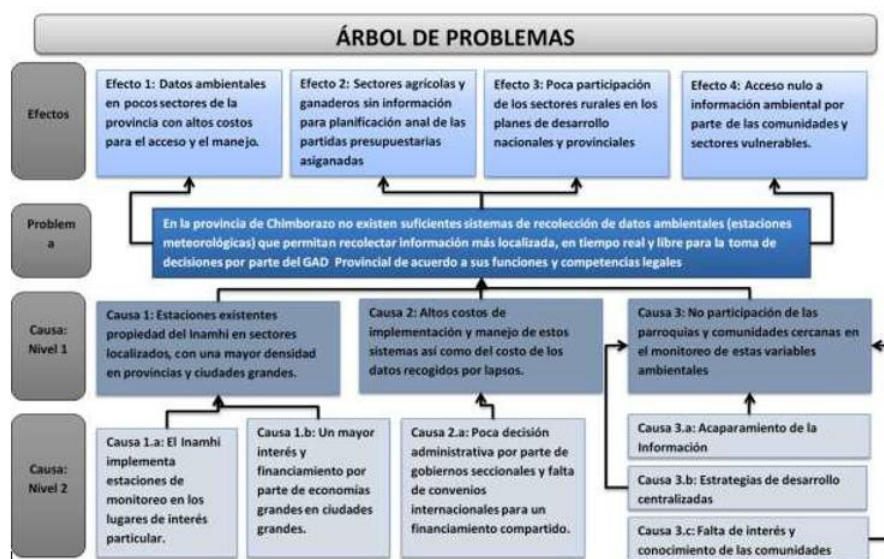 ÁRBOL DE PROBLEMAS
Efectos
Efecto 1: Datos ambientales
en pocos sectores de la
provincia con altos costos
para el acceso y el manejo.
Efecto 2: Sectores agrícolas y
ganaderos sin información
para planificación anal de las
partidas presupuestarias
asiganadas
Efecto 3: Poca participación
de los sectores rurales en los
planes de desarrollo
nacionales y provinciales
Efecto 4: Acceso nulo a
información ambiental por
parte de las comunidades y
sectores vulnerables.
Problem
a
En la provincia de Chimborazo no existen suficientes sistemas de recolección de datos ambientales (estaciones
meteorológicas) que permitan recolectar información más localizada, en tiempo real y libre para la toma de
decisiones por parte del GAD Provincial de acuerdo a sus funciones y competencias legales
Causa:
Nivel 1
Causa 1: Estaciones existentes
propiedad del Inamhi en sectores
localizados, con una mayor densidad
en provincias y ciudades grandes.
Causa 2: Altos costos de
implementación y manejo de estos
sistemas así como del costo de los
datos recogidos por lapsos.
Causa 3: No participación de las
parroquias y comunidades cercanas en
el monitoreo de estas variables
ambientales
Causa:
Nivel 2
Causa 1.a: El Inamhi
implementa
estaciones de
monitoreo en los
lugares de interés
particular.
Causa 1.b: Un mayor
interés y
financiamiento por
parte de economías
grandes en ciudades
grandes.
Causa 2.a: Poca decisión
administrativa por parte de
gobiernos seccionales y falta
de convenios
internacionales para un
financiamiento compartido.
Causa 3.a: Acaparamiento de la
Información
Causa 3.b: Estrategias de desarrollo
centralizadas
Causa 3.c: Falta de interés y
conocimiento de las comunidades